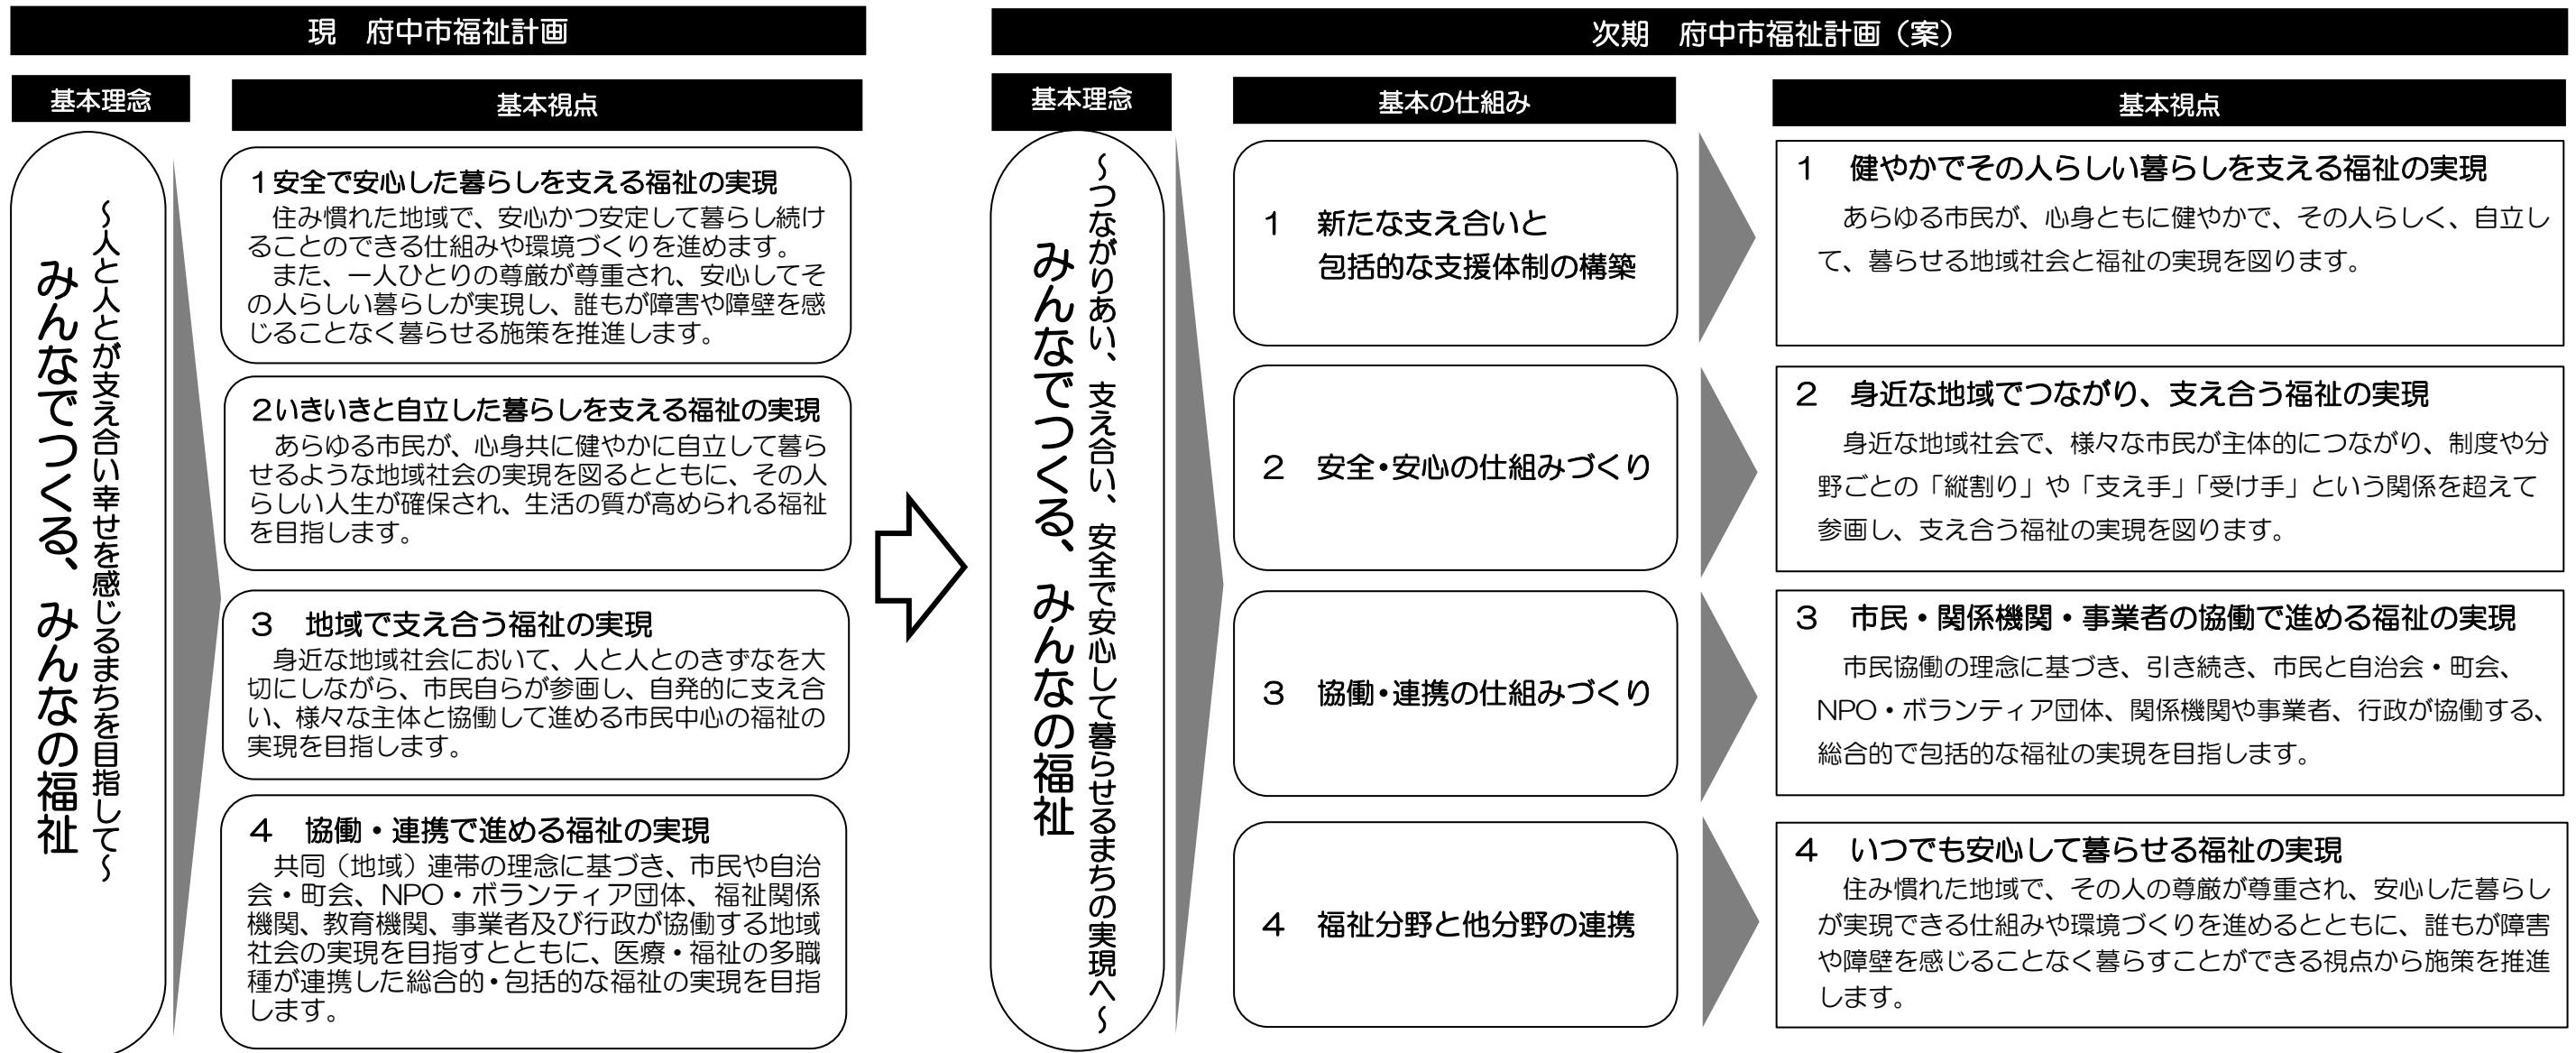 現　府中市福祉計画
基本理念
基本視点
みんなでつくる、みんなの福祉
～人と人とが支え合い幸せを感じるまちを目指して～
１安全で安心した暮らしを支える福祉の実現
住み慣れた地域で、安心かつ安定して暮らし続け
ることのできる仕組みや環境づくりを進めます。
また、一人ひとりの尊厳が尊重され、安心してそ
の人らしい暮らしが実現し、誰もが障害や障壁を感
じることなく暮らせる施策を推進します。
２いきいきと自立した暮らしを支える福祉の実現
あらゆる市民が、心身共に健やかに自立して暮ら
せるような地域社会の実現を図るとともに、その人
らしい人生が確保され、生活の質が高められる福祉
を目指します。
３　地域で支え合う福祉の実現
身近な地域社会において、人と人とのきずなを大
切にしながら、市民自らが参画し、自発的に支え合
い、様々な主体と協働して進める市民中心の福祉の
実現を目指します。
４　協働・連携で進める福祉の実現
共同（地域）連帯の理念に基づき、市民や自治
会・町会、NPO・ボランティア団体、福祉関係
機関、教育機関、事業者及び行政が協働する地域
社会の実現を目指すとともに、医療・福祉の多職
種が連携した総合的・包括的な福祉の実現を目指
します。
次期　府中市福祉計画（案）
基本理念
基本の仕組み
基本視点
みんなでつくる、みんなの福祉
～つながりあい、支え合い、安全で安心して暮らせるまちの実現へ～
１　新たな支え合いと
包括的な支援体制の構築
２　安全・安心の仕組みづくり
３　協働・連携の仕組みづくり
４　福祉分野と他分野の連携
１　健やかでその人らしい暮らしを支える福祉の実現
あらゆる市民が、心身ともに健やかで、その人らしく、自立し
て、暮らせる地域社会と福祉の実現を図ります。
２　身近な地域でつながり、支え合う福祉の実現
身近な地域社会で、様々な市民が主体的につながり、制度や分
野ごとの「縦割り」や「支え手」「受け手」という関係を超えて
参画し、支え合う福祉の実現を図ります。
３　市民・関係機関・事業者の協働で進める福祉の実現
市民協働の理念に基づき、引き続き、市民と自治会・町会、
NPO・ボランティア団体、関係機関や事業者、行政が協働する、
総合的で包括的な福祉の実現を目指します。
４　いつでも安心して暮らせる福祉の実現
住み慣れた地域で、その人の尊厳が尊重され、安心した暮らし
が実現できる仕組みや環境づくりを進めるとともに、誰もが障害
や障壁を感じることなく暮らすことができる視点から施策を推進
します。